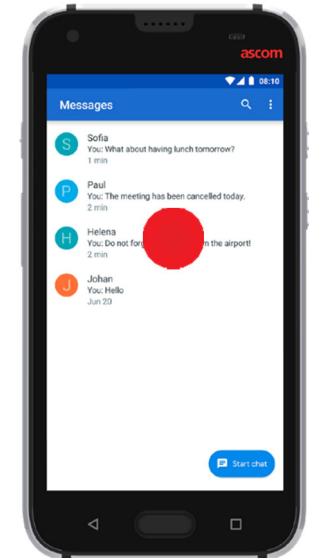 ascom
08:10
Messages
S
Sofia
You: What about having lunch tomorrow?
1 min
P
Paul
You: The meeting has been cancelled today.
2 min
H
Helena
You: Do not the airport!
2 min
J
Johan
You: Hello
Jun 20
Start chat